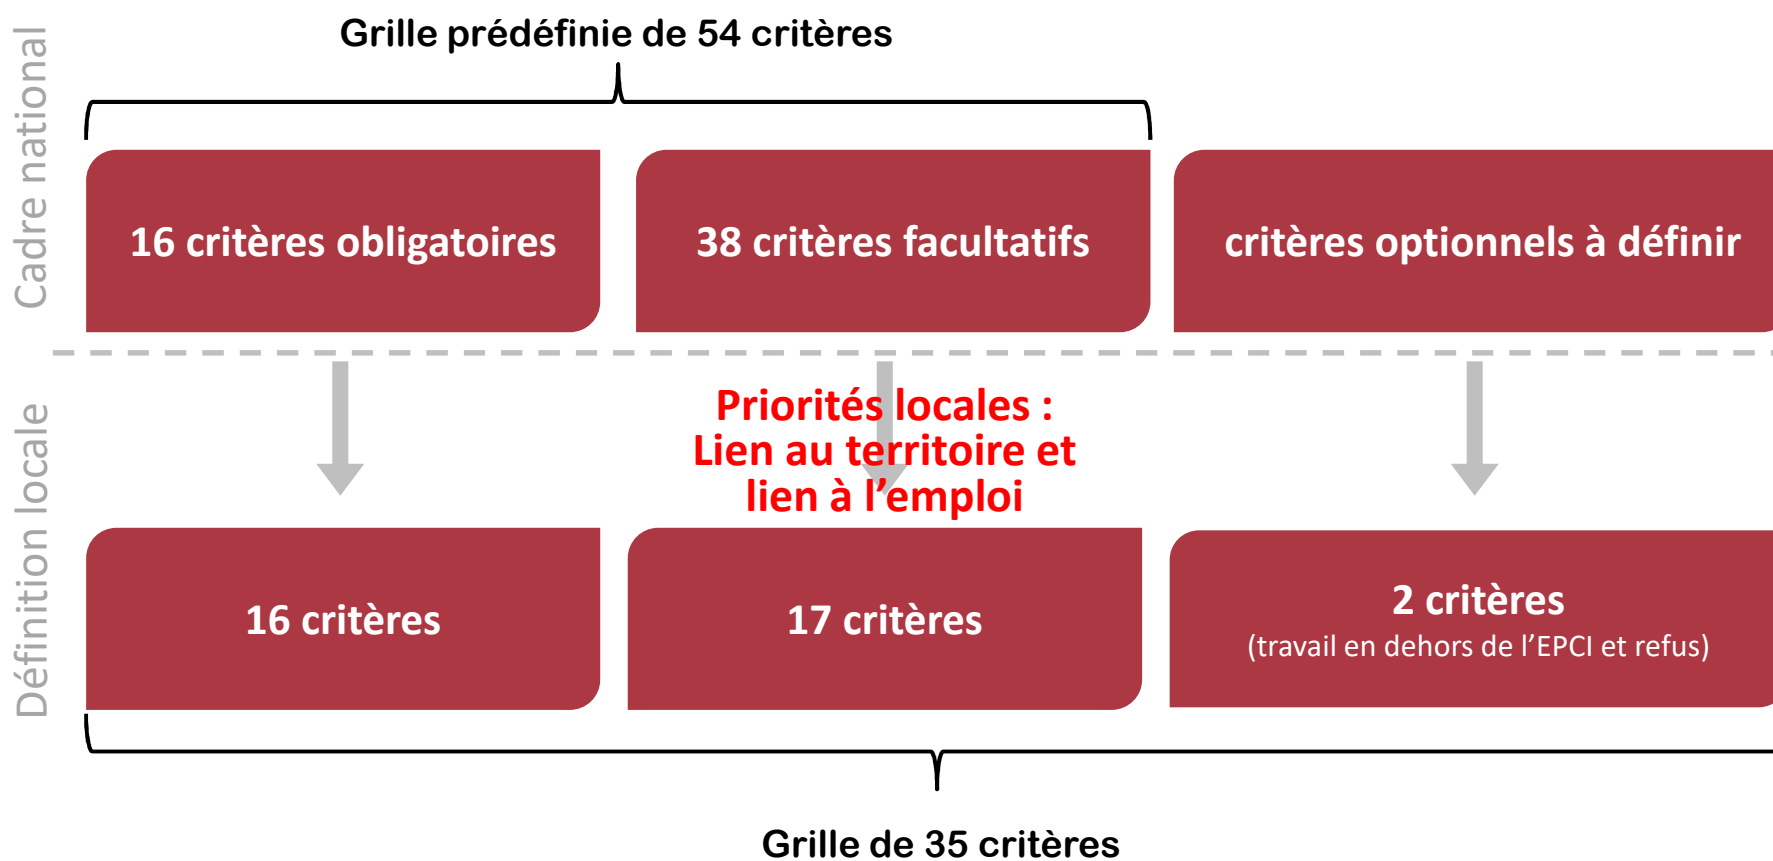 Grille prédéfinie de 54 critères
Cadre national
16 critères obligatoires
38 critères facultatifs
critères optionnels à définir
Définition locale
Priorités locales :
Lien au territoire et
lien à l'emploi
16 critères
17 critères
2 critères
(travail en dehors de l'EPCI et refus)
Grille de 35 critères